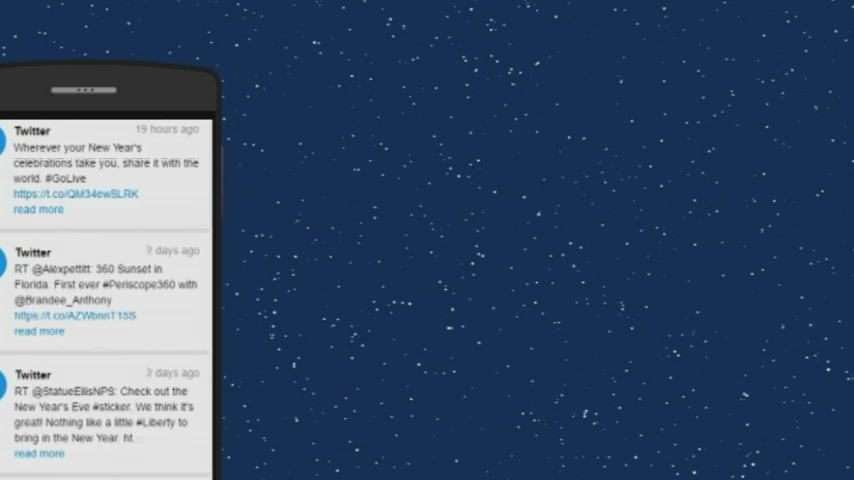 Twitter
19 hours ago
Wherever your New Year's
celebrations take you, share it with the
world. #GoLive
https://t.co/QM34ewSLRK
read more
Twitter
2 days ago
RT @Alexpettitt: 360 Sunset in
Florida. First ever #Periscope360 with
@Brandee_Anthony
https://t.co/AZWbnnT15S
read more
Twitter
2 days ago
RT @StatueEllisNPS: Check out the
New Year's Eve #sticker. We think it's
great! Nothing like a little #Liberty to
bring in the New Year. ht…
read more